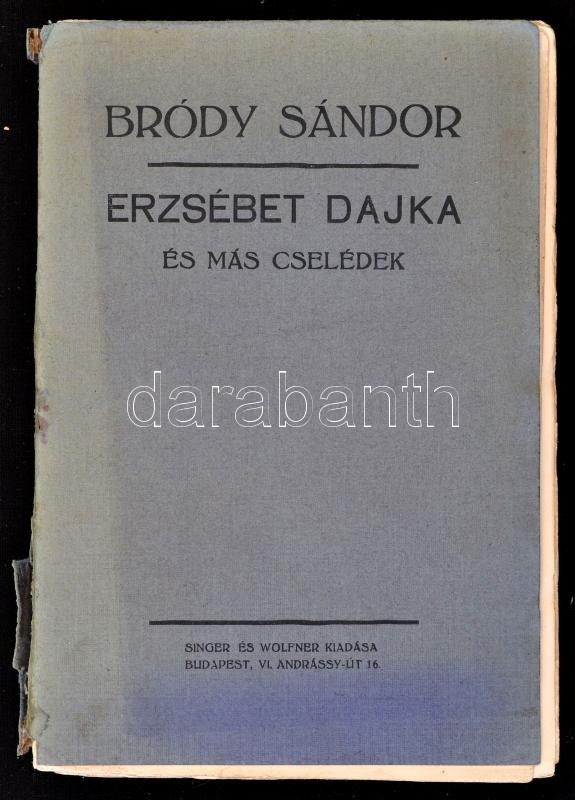 BRÓDY SÁNDOR
ERZSÉBET DAJKA
ÉS MÁS CSELÉDEK
darabanth
SINGER ÉS WOLFNER KIADÁSA
BUDAPEST, VI. ANDRÁSSY-ÚT 16.